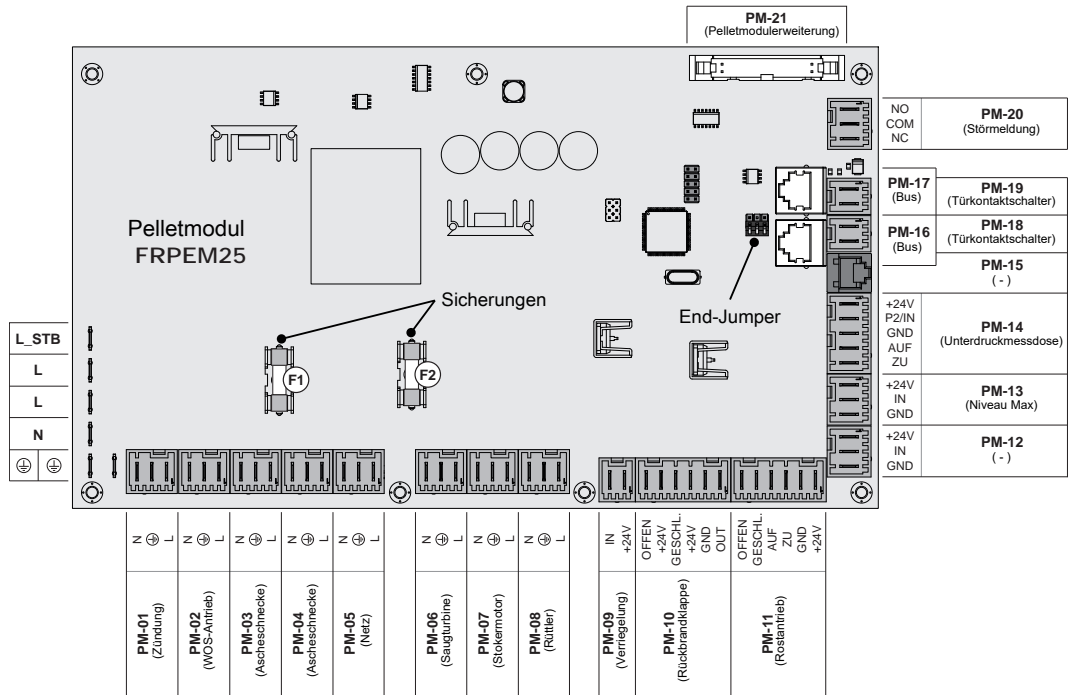 PM-21
(Pelletmodulerweiterung)
NO
COM
NC
PM-20
(Störmeldung)
PM-17
(Bus)
PM-19
(Türkontaktschalter)
PM-16
(Bus)
PM-18
(Türkontaktschalter)
PM-15
( - )
Pelletmodul
FRPEM25
Sicherungen
End-Jumper
+24V
P2/IN
GND
AUF
ZU
PM-14
(Unterdruckmessdose)
L_STB
L
L
N
F1
F2
+24V
IN
GND
PM-13
(Niveau Max)
+24V
IN
GND
PM-12
( - )
N L
PM-01
(Zündung)
N L
PM-02
(WOS-Antrieb)
N L
PM-03
(Ascheschnecke)
N L
PM-04
(Ascheschnecke)
N L
PM-05
(Netz)
N L
PM-06
(Saugturbine)
N L
PM-07
(Stokermotor)
N L
PM-08
(Rüttler)
IN
+24V
PM-09
(Verriegelung)
OFFEN
+24V
GESCHL.
+24V
GND
OUT
PM-10
(Rückbrandklappe)
OFFEN
GESCHL.
AUF
ZU
GND
+24V
PM-11
(Rostantrieb)